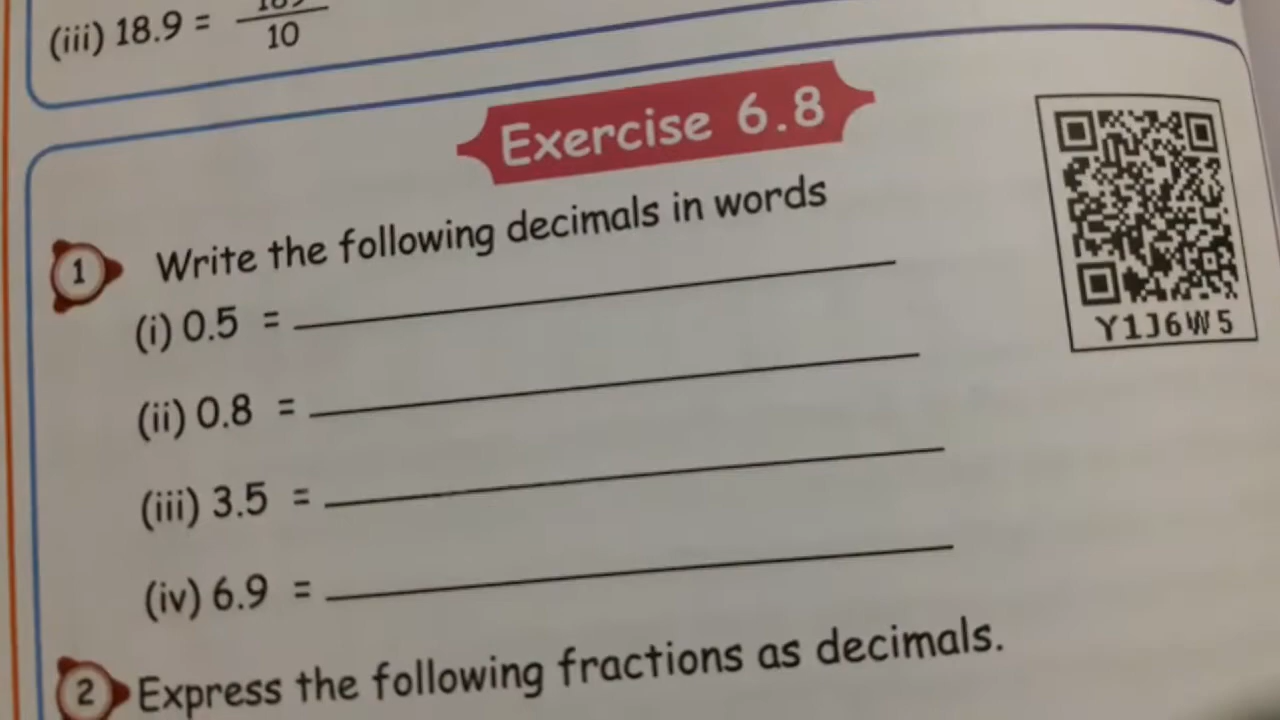 (iii) 18.9 = 189/10
Exercise 6.8
1 Write the following decimals in words
(i) 0.5 =
(ii) 0.8 =
(iii) 3.5 =
(iv) 6.9 =
2 Express the following fractions as decimals.
Y1J6W5